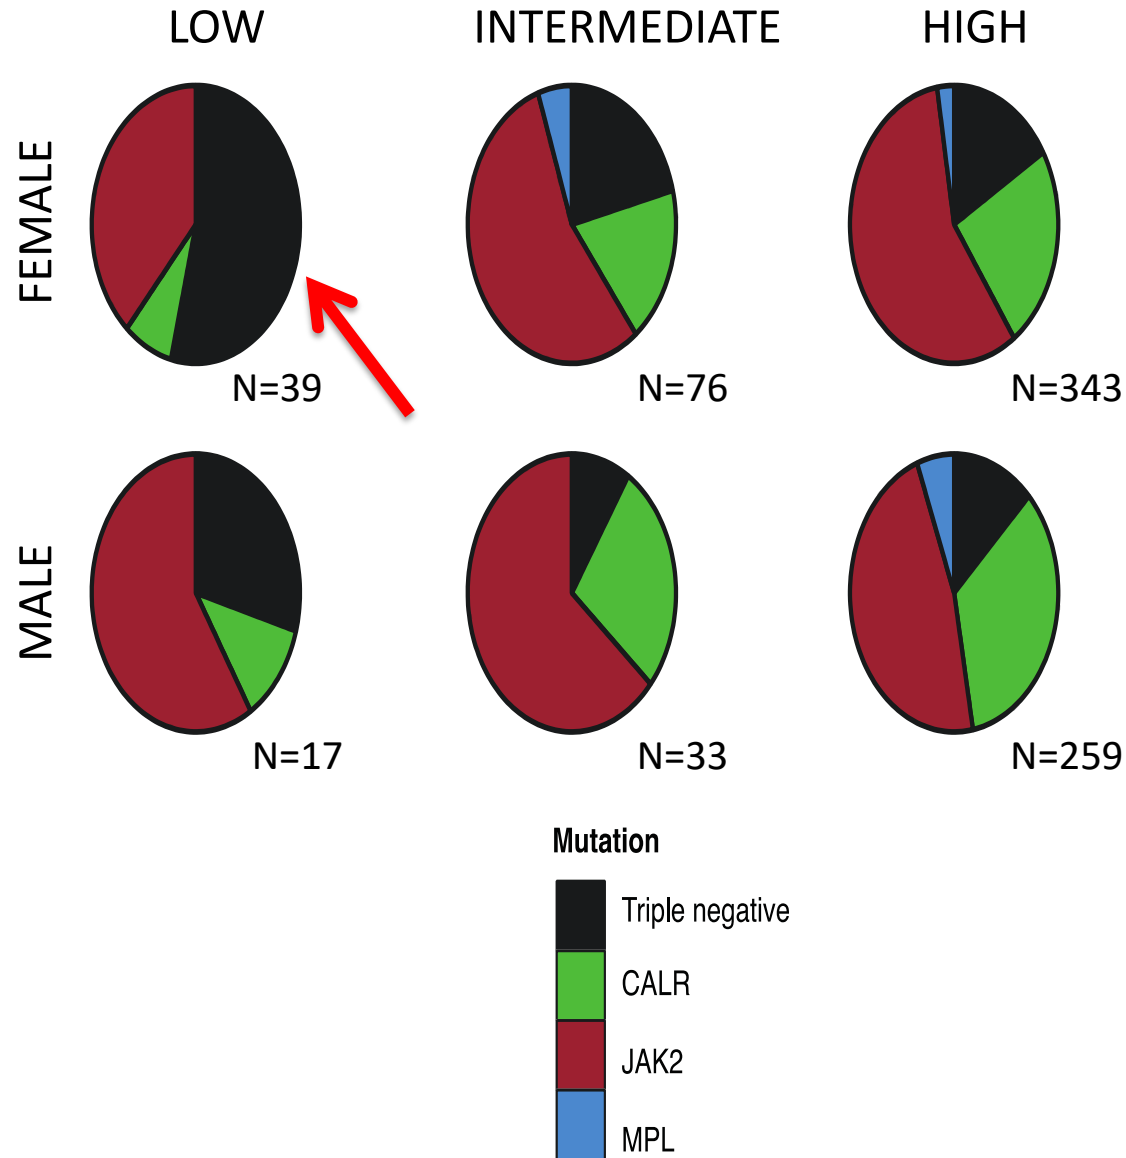 LOW INTERMEDIATE HIGH
FEMALE
N=39 N=76 N=343
MALE
N=17 N=33 N=259
Mutation
Triple negative
CALR
JAK2
MPL